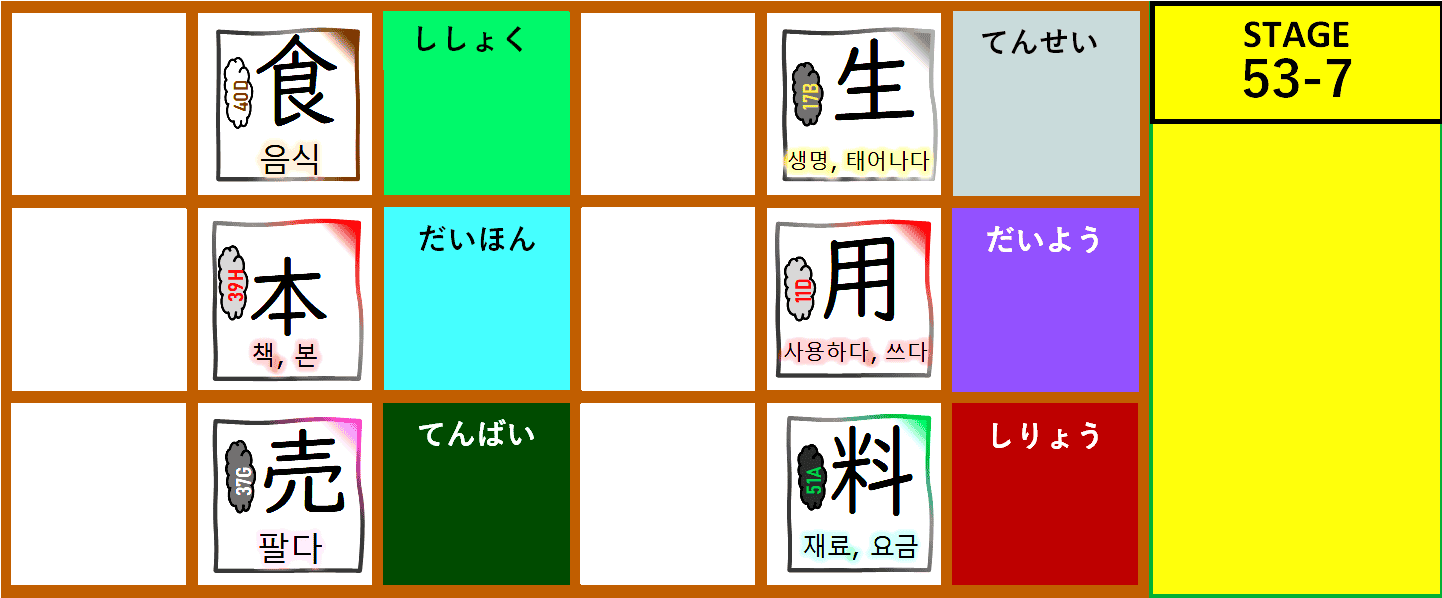 40D
食
음식
ししょく
17B
生
생명, 태어나다
てんせい
STAGE
53-7
39H
本
책, 본
だいほん
11D
用
사용하다, 쓰다
だいよう
37G
売
팔다
てんばい
51A
料
재료, 요금
しりょう